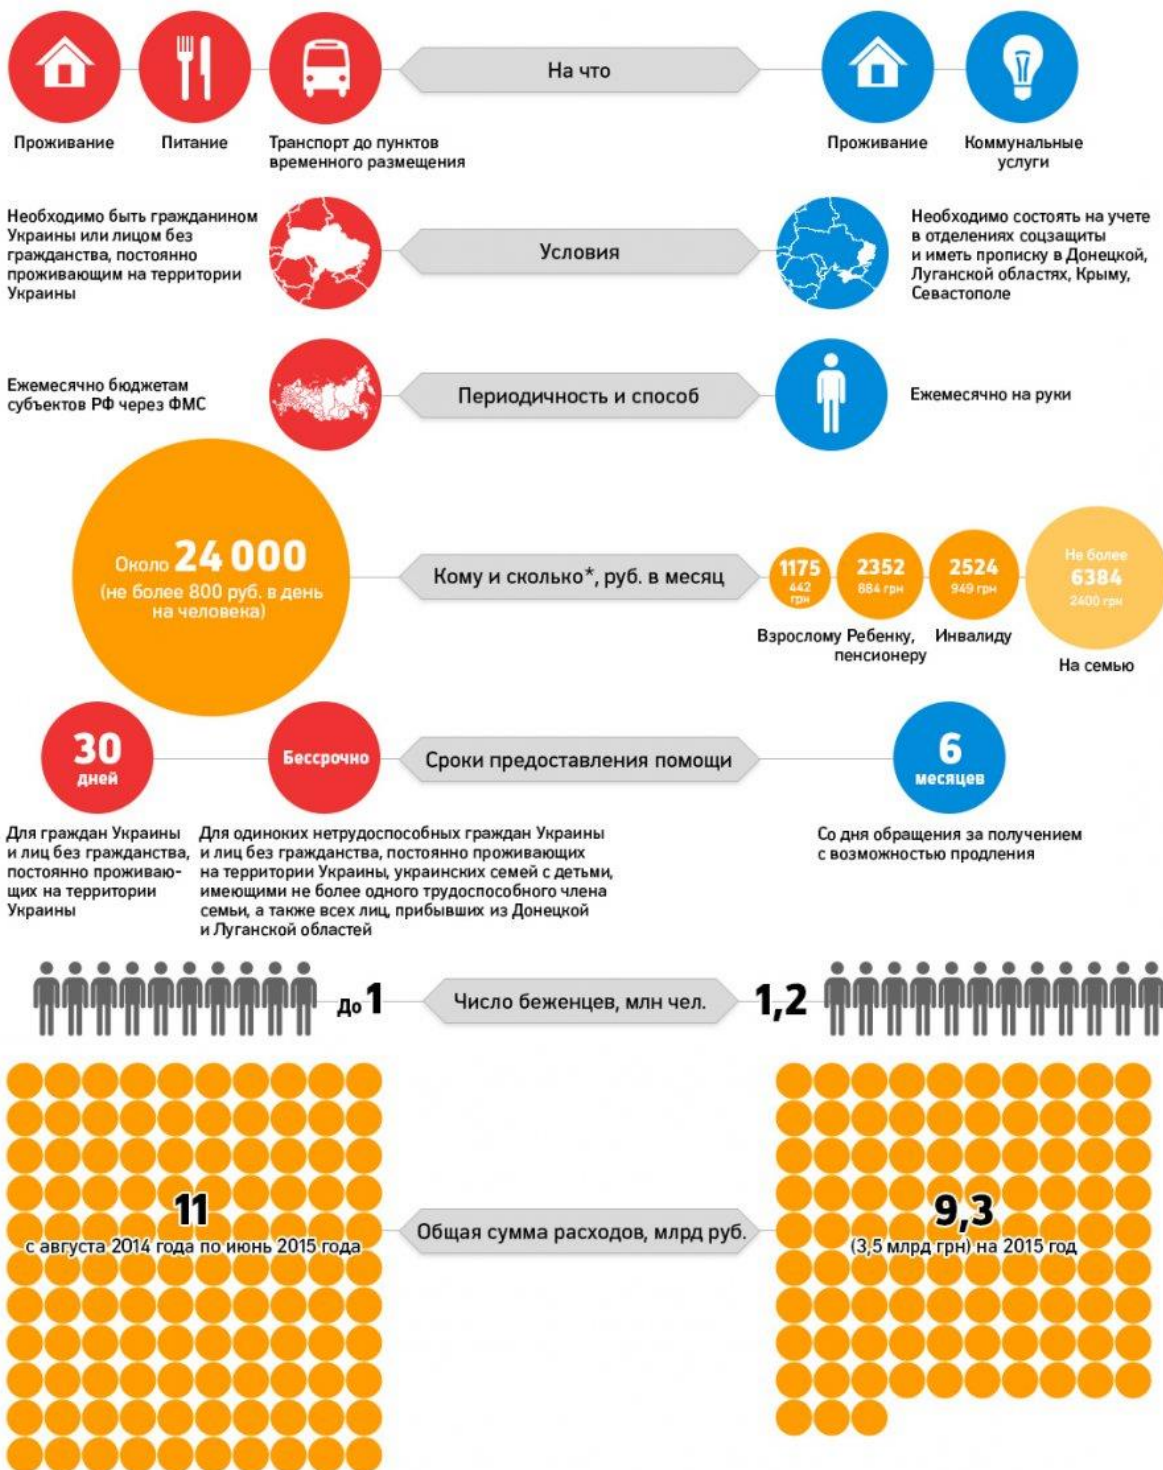 На что
Проживание
Питание
Транспорт до пунктов
временного размещения
Проживание
Коммунальные
услуги
Необходимо быть гражданином
Украины или лицом без
гражданства, постоянно
проживающим на территории
Украины
Условия
Необходимо состоять на учете
в отделениях соцзащиты
и иметь прописку в Донецкой,
Луганской областях, Крыму,
Севастополе
Ежемесячно бюджетам
субъектов РФ через ФМС
Периодичность и способ
Ежемесячно на руки
Около 24 000
(не более 800 руб. в день
на человека)
Кому и сколько*, руб. в месяц
1175
442
грн
Взрослому
2352
884 грн
Ребенку,
пенсионеру
2524
949 грн
Инвалиду
Не более
6384
2400 грн
На семью
30
дней
Бессрочно
Сроки предоставления помощи
6
месяцев
Для граждан Украины
и лиц без гражданства,
постоянно проживаю-
щих на территории
Украины
Для одиноких нетрудоспособных граждан Украины
и лиц без гражданства, постоянно проживающих
на территории Украины, украинских семей с детьми,
имеющими не более одного трудоспособного члена
семьи, а также всех лиц, прибывших из Донецкой
и Луганской областей
Со дня обращения за получением
с возможностью продления
До 1
Число беженцев, млн чел.
1,2
11
с августа 2014 года по июнь 2015 года
Общая сумма расходов, млрд руб.
9,3
(3,5 млрд грн) на 2015 год